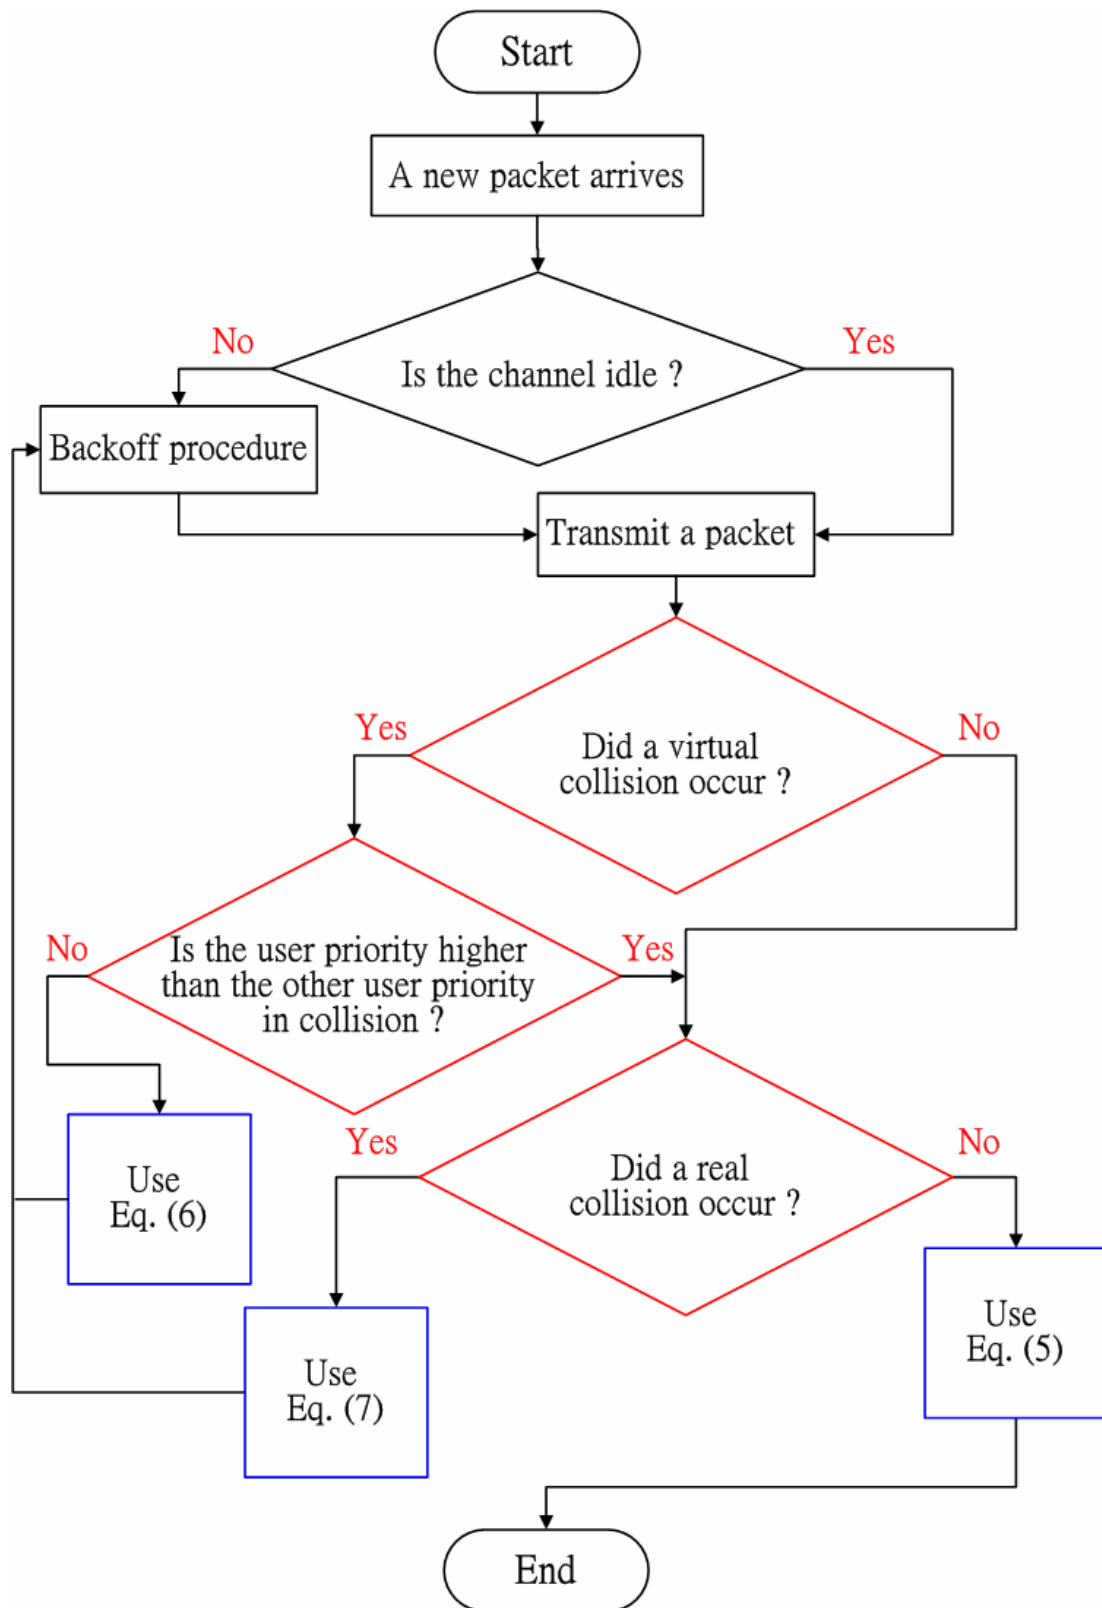 Start
A new packet arrives
No
Yes
Is the channel idle ?
Backoff procedure
Transmit a packet
Yes
No
Did a virtual
collision occur ?
No
Is the user priority higher
than the other user priority
in collision ?
Yes
Yes
No
Did a real
collision occur ?
Use
Eq. (6)
Use
Eq. (5)
Use
Eq. (7)
End